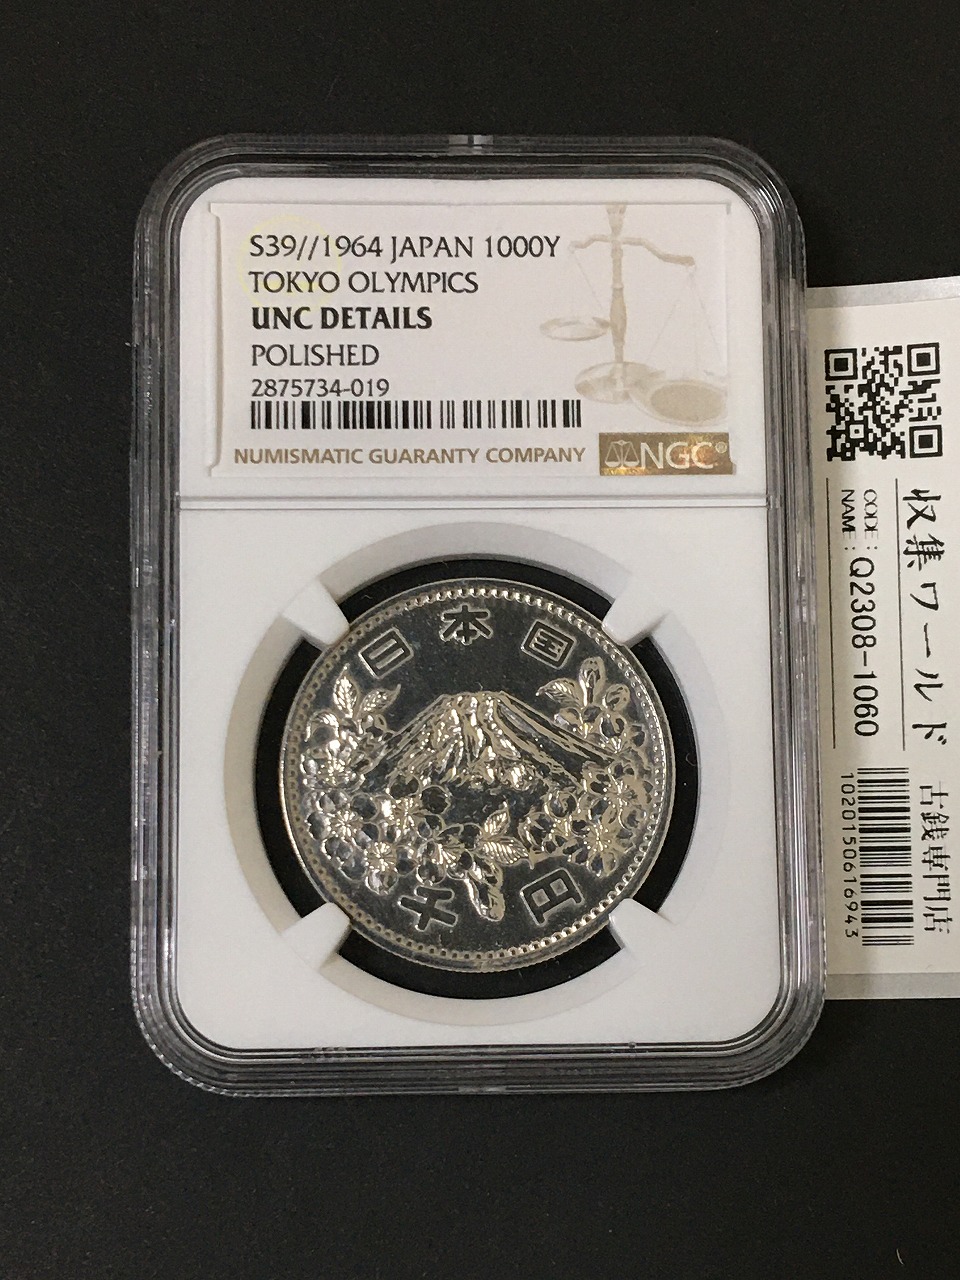 S39//1964 JAPAN 1000Y
TOKYO OLYMPICS
UNC DETAILS
POLISHED
2875734-019
NUMISMATIC GUARANTY COMPANY
NGC®
日本国
千円
収集ワールド 古銭専門店
CODE:
NAME: Q2308-1060
1020150616943